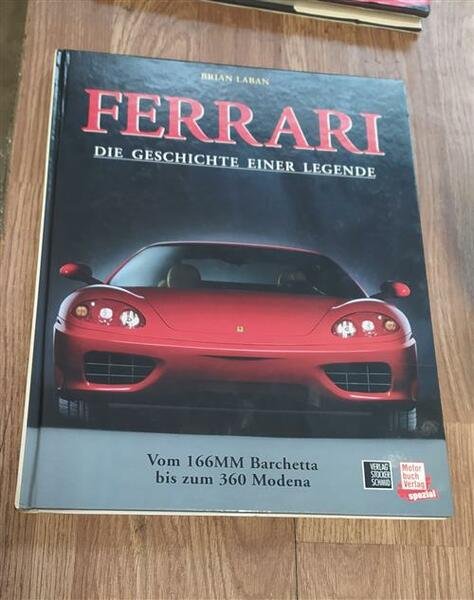 BRIAN LABAN
FERRARI
DIE GESCHICHTE EINER LEGENDE
Vom 166MM Barchetta
bis zum 360 Modena
VERLAG
STOCKER
SCHMID
Motor
buch
Verlag
spezial